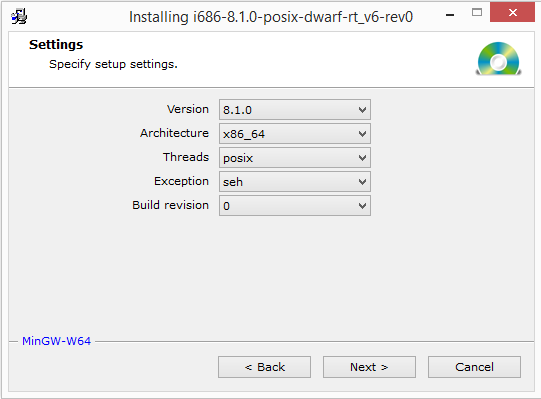 Installing i686-8.1.0-posix-dwarf-rt_v6-rev0
Settings
Specify setup settings.
Version 8.1.0
Architecture x86_64
Threads posix
Exception seh
Build revision 0
MinGW-W64
< Back Next > Cancel